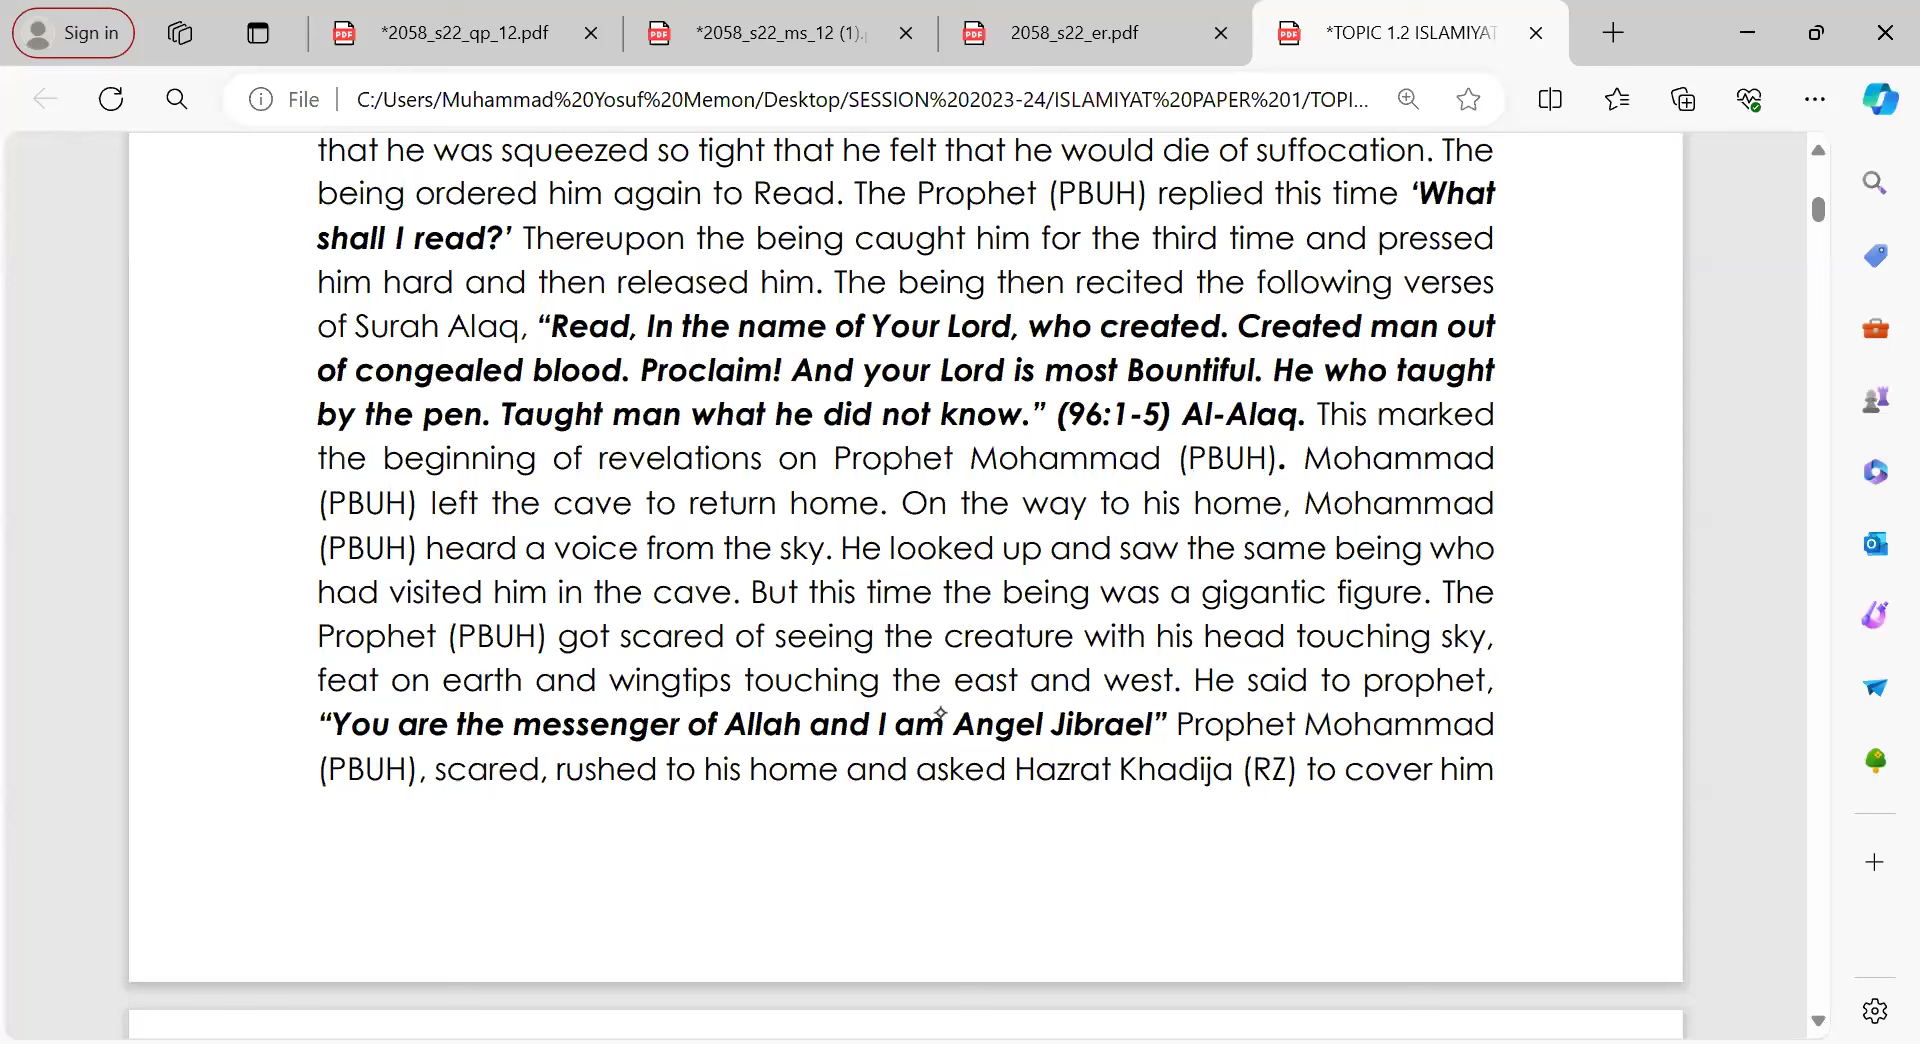 Sign in
*2058_s22_qp_12.pdf
*2058_s22_ms_12 (1).
2058_s22_er.pdf
*TOPIC 1.2 ISLAMIYAT
File
C:/Users/Muhammad%20Yosuf%20Memon/Desktop/SESSION%202023-24/ISLAMIYAT%20PAPER%201/TOPI...
that he was squeezed so tight that he felt that he would die of suffocation. The
being ordered him again to Read. The Prophet (PBUH) replied this time ‘What
shall I read?’ Thereupon the being caught him for the third time and pressed
him hard and then released him. The being then recited the following verses
of Surah Alaq, “Read, In the name of Your Lord, who created. Created man out
of congealed blood. Proclaim! And your Lord is most Bountiful. He who taught
by the pen. Taught man what he did not know.” (96:1-5) Al-Alaq. This marked
the beginning of revelations on Prophet Mohammad (PBUH). Mohammad
(PBUH) left the cave to return home. On the way to his home, Mohammad
(PBUH) heard a voice from the sky. He looked up and saw the same being who
had visited him in the cave. But this time the being was a gigantic figure. The
Prophet (PBUH) got scared of seeing the creature with his head touching sky,
feat on earth and wingtips touching the east and west. He said to prophet,
“You are the messenger of Allah and I am Angel Jibrael” Prophet Mohammad
(PBUH), scared, rushed to his home and asked Hazrat Khadija (RZ) to cover him